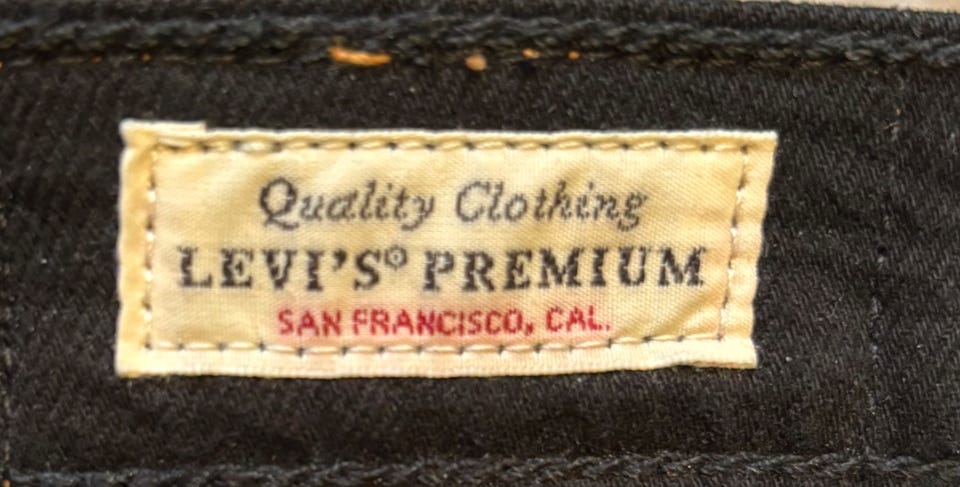 Quality Clothing
LEVI'S® PREMIUM
SAN FRANCISCO, CAL.